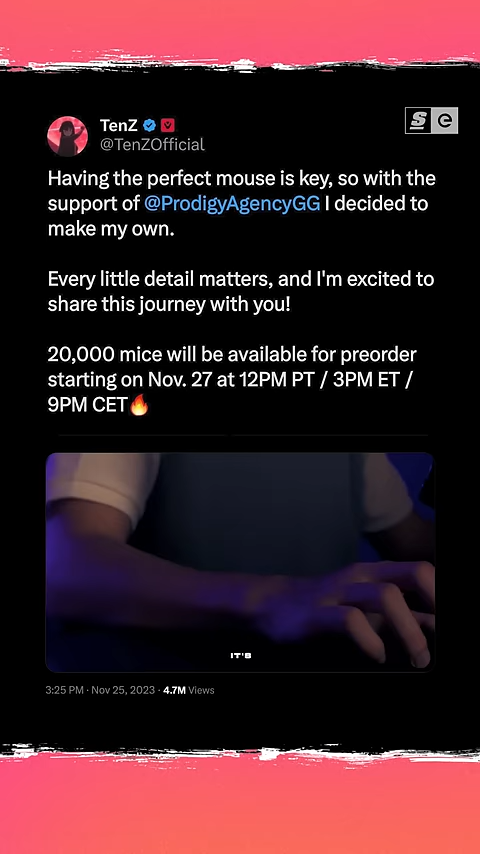 TenZ
@TenZOfficial
S e
Having the perfect mouse is key, so with the
support of @ProdigyAgencyGG I decided to
make my own.
Every little detail matters, and I'm excited to
share this journey with you!
20,000 mice will be available for preorder
starting on Nov. 27 at 12PM PT / 3PM ET /
9PM CET🔥
IT'S
3:25 PM · Nov 25, 2023 · 4.7M Views